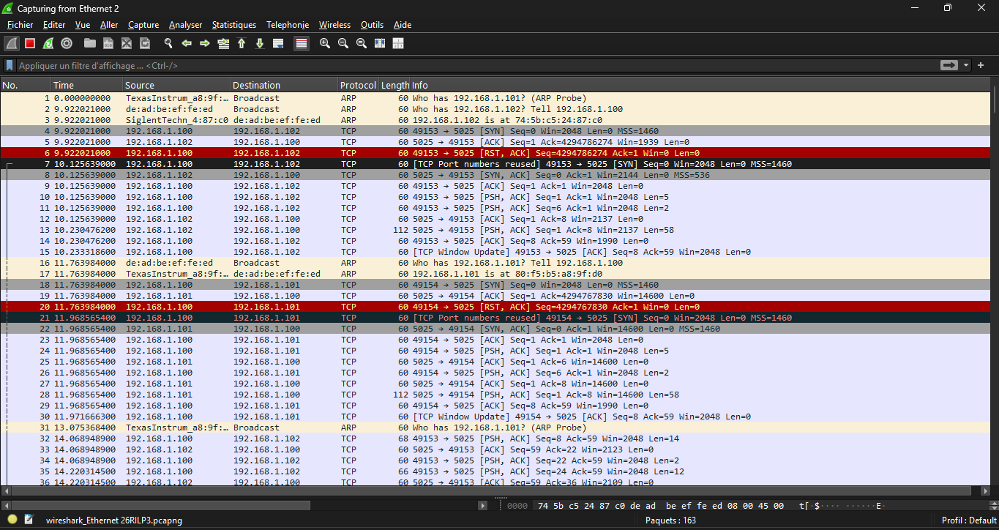 Capturing from Ethernet 2
Fichier Editer Vue Aller Capture Analyser Statistiques Telephonie Wireless Outils Aide
Appliquer un filtre d'affichage ... <Ctrl-/>
No. Time Source Destination Protocol Length Info
1 0.000000000 TexasInstrum_a8:9f:… Broadcast ARP 60 Who has 192.168.1.101? (ARP Probe)
2 9.922021000 de:ad:be:ef:fe:ed Broadcast ARP 60 Who has 192.168.1.102? Tell 192.168.1.100
3 9.922021000 SiglentTechn_4:87:c0 de:ad:be:ef:fe:ed ARP 60 192.168.1.102 is at 74:5b:c5:24:87:c0
4 9.922021000 192.168.1.100 192.168.1.102 TCP 60 49153 → 5025 [SYN] Seq=0 Win=2048 Len=0 MSS=1460
5 9.922021000 192.168.1.102 192.168.1.100 TCP 60 5025 → 49153 [ACK] Seq=1 Ack=4294786274 Win=1939 Len=0
6 9.922021000 192.168.1.100 192.168.1.102 TCP 60 49153 → 5025 [RST, ACK] Seq=4294786274 Ack=1 Win=0 Len=0
7 10.125639000 192.168.1.100 192.168.1.102 TCP 60 [TCP Port numbers reused] 49153 → 5025 [SYN] Seq=0 Win=2048 Len=0 MSS=1460
8 10.125639000 192.168.1.102 192.168.1.100 TCP 60 5025 → 49153 [SYN, ACK] Seq=0 Ack=1 Win=2144 Len=0 MSS=536
9 10.125639000 192.168.1.100 192.168.1.102 TCP 60 49153 → 5025 [ACK] Seq=1 Ack=1 Win=2048 Len=0
10 10.125639000 192.168.1.100 192.168.1.102 TCP 60 49153 → 5025 [PSH, ACK] Seq=1 Ack=1 Win=2048 Len=5
11 10.125639000 192.168.1.100 192.168.1.102 TCP 60 49153 → 5025 [PSH, ACK] Seq=6 Ack=1 Win=2048 Len=2
12 10.125639000 192.168.1.102 192.168.1.100 TCP 60 5025 → 49153 [ACK] Seq=1 Ack=8 Win=2137 Len=0
13 10.230476200 192.168.1.102 192.168.1.100 TCP 112 5025 → 49153 [PSH, ACK] Seq=1 Ack=8 Win=2137 Len=58
14 10.230476200 192.168.1.100 192.168.1.102 TCP 60 49153 → 5025 [ACK] Seq=8 Ack=59 Win=1990 Len=0
15 10.233318600 192.168.1.100 192.168.1.102 TCP 60 [TCP Window Update] 49153 → 5025 [ACK] Seq=8 Ack=59 Win=2048 Len=0
16 11.763984000 de:ad:be:ef:fe:ed Broadcast ARP 60 Who has 192.168.1.101? Tell 192.168.1.100
17 11.763984000 TexasInstrum_a8:9f:… de:ad:be:ef:fe:ed ARP 60 192.168.1.101 is at 80:f5:b5:a8:9f:d0
18 11.763984000 192.168.1.100 192.168.1.101 TCP 60 49154 → 5025 [SYN] Seq=0 Win=2048 Len=0 MSS=1460
19 11.763984000 192.168.1.101 192.168.1.100 TCP 60 5025 → 49154 [ACK] Seq=1 Ack=4294767830 Win=14600 Len=0
20 11.763984000 192.168.1.100 192.168.1.101 TCP 60 49154 → 5025 [RST, ACK] Seq=4294767830 Ack=1 Win=0 Len=0
21 11.968565400 192.168.1.100 192.168.1.101 TCP 60 [TCP Port numbers reused] 49154 → 5025 [SYN] Seq=0 Win=2048 Len=0 MSS=1460
22 11.968565400 192.168.1.101 192.168.1.100 TCP 60 5025 → 49154 [SYN, ACK] Seq=0 Ack=1 Win=14600 Len=0 MSS=1460
23 11.968565400 192.168.1.100 192.168.1.101 TCP 60 49154 → 5025 [ACK] Seq=1 Ack=1 Win=2048 Len=0
24 11.968565400 192.168.1.100 192.168.1.101 TCP 60 49154 → 5025 [PSH, ACK] Seq=1 Ack=1 Win=2048 Len=5
25 11.968565400 192.168.1.101 192.168.1.100 TCP 60 5025 → 49154 [ACK] Seq=1 Ack=6 Win=14600 Len=0
26 11.968565400 192.168.1.100 192.168.1.101 TCP 60 49154 → 5025 [PSH, ACK] Seq=6 Ack=1 Win=2048 Len=2
27 11.968565400 192.168.1.101 192.168.1.100 TCP 60 5025 → 49154 [ACK] Seq=1 Ack=8 Win=14600 Len=0
28 11.968565400 192.168.1.101 192.168.1.100 TCP 112 5025 → 49154 [PSH, ACK] Seq=1 Ack=8 Win=14600 Len=58
29 11.968565400 192.168.1.100 192.168.1.101 TCP 60 49154 → 5025 [ACK] Seq=8 Ack=59 Win=1990 Len=0
30 11.971666300 192.168.1.100 192.168.1.101 TCP 60 [TCP Window Update] 49154 → 5025 [ACK] Seq=8 Ack=59 Win=2048 Len=0
31 13.075368400 TexasInstrum_a8:9f:… Broadcast ARP 60 Who has 192.168.1.101? (ARP Probe)
32 14.068948900 192.168.1.100 192.168.1.102 TCP 68 49153 → 5025 [PSH, ACK] Seq=8 Ack=59 Win=2048 Len=14
33 14.068948900 192.168.1.102 192.168.1.100 TCP 60 5025 → 49153 [ACK] Seq=59 Ack=22 Win=2123 Len=0
34 14.068948900 192.168.1.100 192.168.1.102 TCP 60 49153 → 5025 [PSH, ACK] Seq=22 Ack=59 Win=2048 Len=2
35 14.220314500 192.168.1.100 192.168.1.102 TCP 66 49153 → 5025 [PSH, ACK] Seq=24 Ack=59 Win=2048 Len=12
36 14.220314500 192.168.1.102 192.168.1.100 TCP 60 5025 → 49153 [ACK] Seq=59 Ack=36 Win=2109 Len=0
0000 74 5b c5 24 87 c0 de ad be ef fe ed 08 00 45 00 t[·$···· ······E·
wireshark_Ethernet 26RILP3.pcapng Paquets : 163 Profil : Default